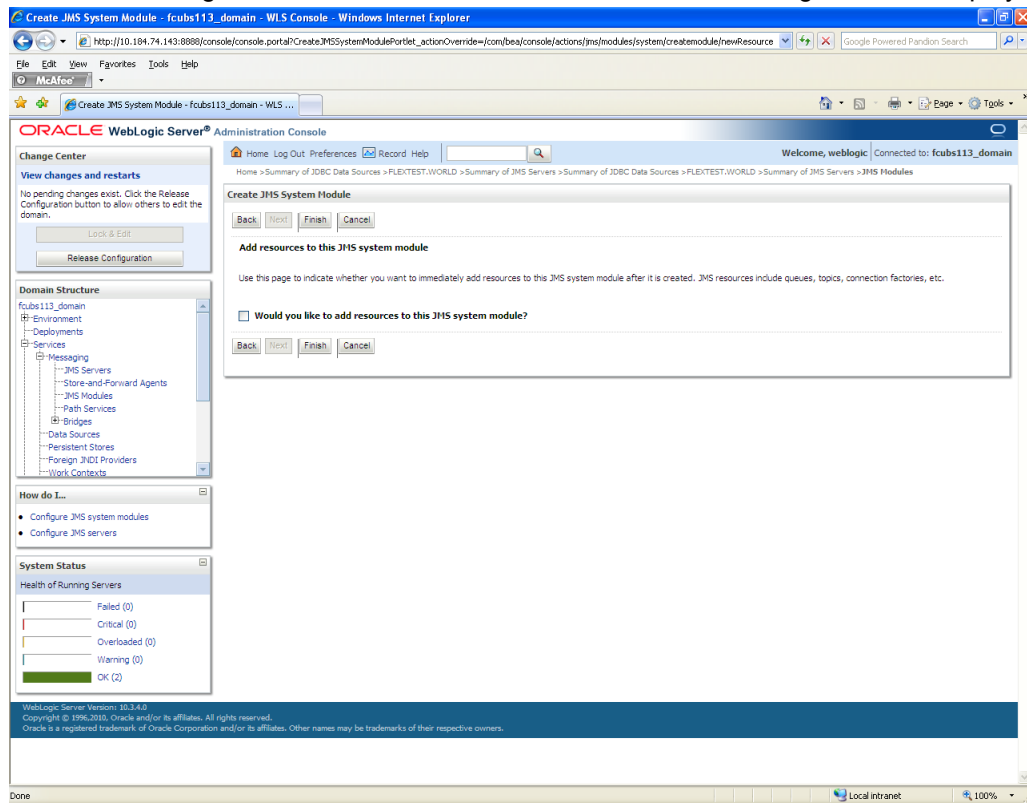 Create JMS System Module - fcubs113_domain - WLS Console - Windows Internet Explorer
http://10.184.74.143:8888/console/console.portal?CreateJMSSystemModulePortlet_actionOverride=/com/bea/console/actions/jms/modules/system/createmodule/newResource
Google Powered Pandion Search
File Edit View Favorites Tools Help
McAfee
Create JMS System Module - fcubs113_domain - WLS ...
Page Tools
ORACLE WebLogic Server® Administration Console
Change Center
View changes and restarts
No pending changes exist. Click the Release
Configuration button to allow others to edit the
domain.
Lock & Edit
Release Configuration
Domain Structure
fcubs113_domain
Environment
Deployments
Services
Messaging
JMS Servers
Store-and-Forward Agents
JMS Modules
Path Services
Bridges
Data Sources
Persistent Stores
Foreign JNDI Providers
Work Contexts
How do I...
Configure JMS system modules
Configure JMS servers
System Status
Health of Running Servers
Failed (0)
Critical (0)
Overloaded (0)
Warning (0)
OK (2)
Home Log Out Preferences Record Help
Welcome, weblogic Connected to: fcubs113_domain
Home >Summary of JDBC Data Sources >FLEXTEST.WORLD >Summary of JMS Servers >Summary of JDBC Data Sources >FLEXTEST.WORLD >Summary of JMS Servers >JMS Modules
Create JMS System Module
Back Next Finish Cancel
Add resources to this JMS system module
Use this page to indicate whether you want to immediately add resources to this JMS system module after it is created. JMS resources include queues, topics, connection factories, etc.
Would you like to add resources to this JMS system module?
Back Next Finish Cancel
WebLogic Server Version: 10.3.4.0
Copyright © 1996,2010, Oracle and/or its affiliates. All rights reserved.
Oracle is a registered trademark of Oracle Corporation and/or its affiliates. Other names may be trademarks of their respective owners.
Done
Local intranet
100%